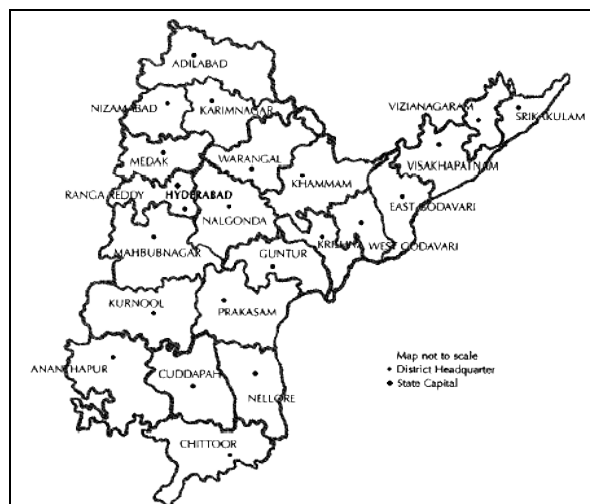 ADILABAD
NIZAMABAD
KARIMNAGAR
VIZIANAGARAM
SRIKAKULAM
MEDAK
WARANGAL
VISAKHAPATNAM
KHAMMAM
RANGA REDDY
HYDERABAD
EAST GODAVARI
NALGONDA
MAHBUBNAGAR
KRISHNA
WEST GODAVARI
GUNTUR
KURNOOL
PRAKASAM
Map not to scale
ANANTHAPUR
CUDDAPAH
District Headquarter
State Capital
NELLORE
CHITTOOR